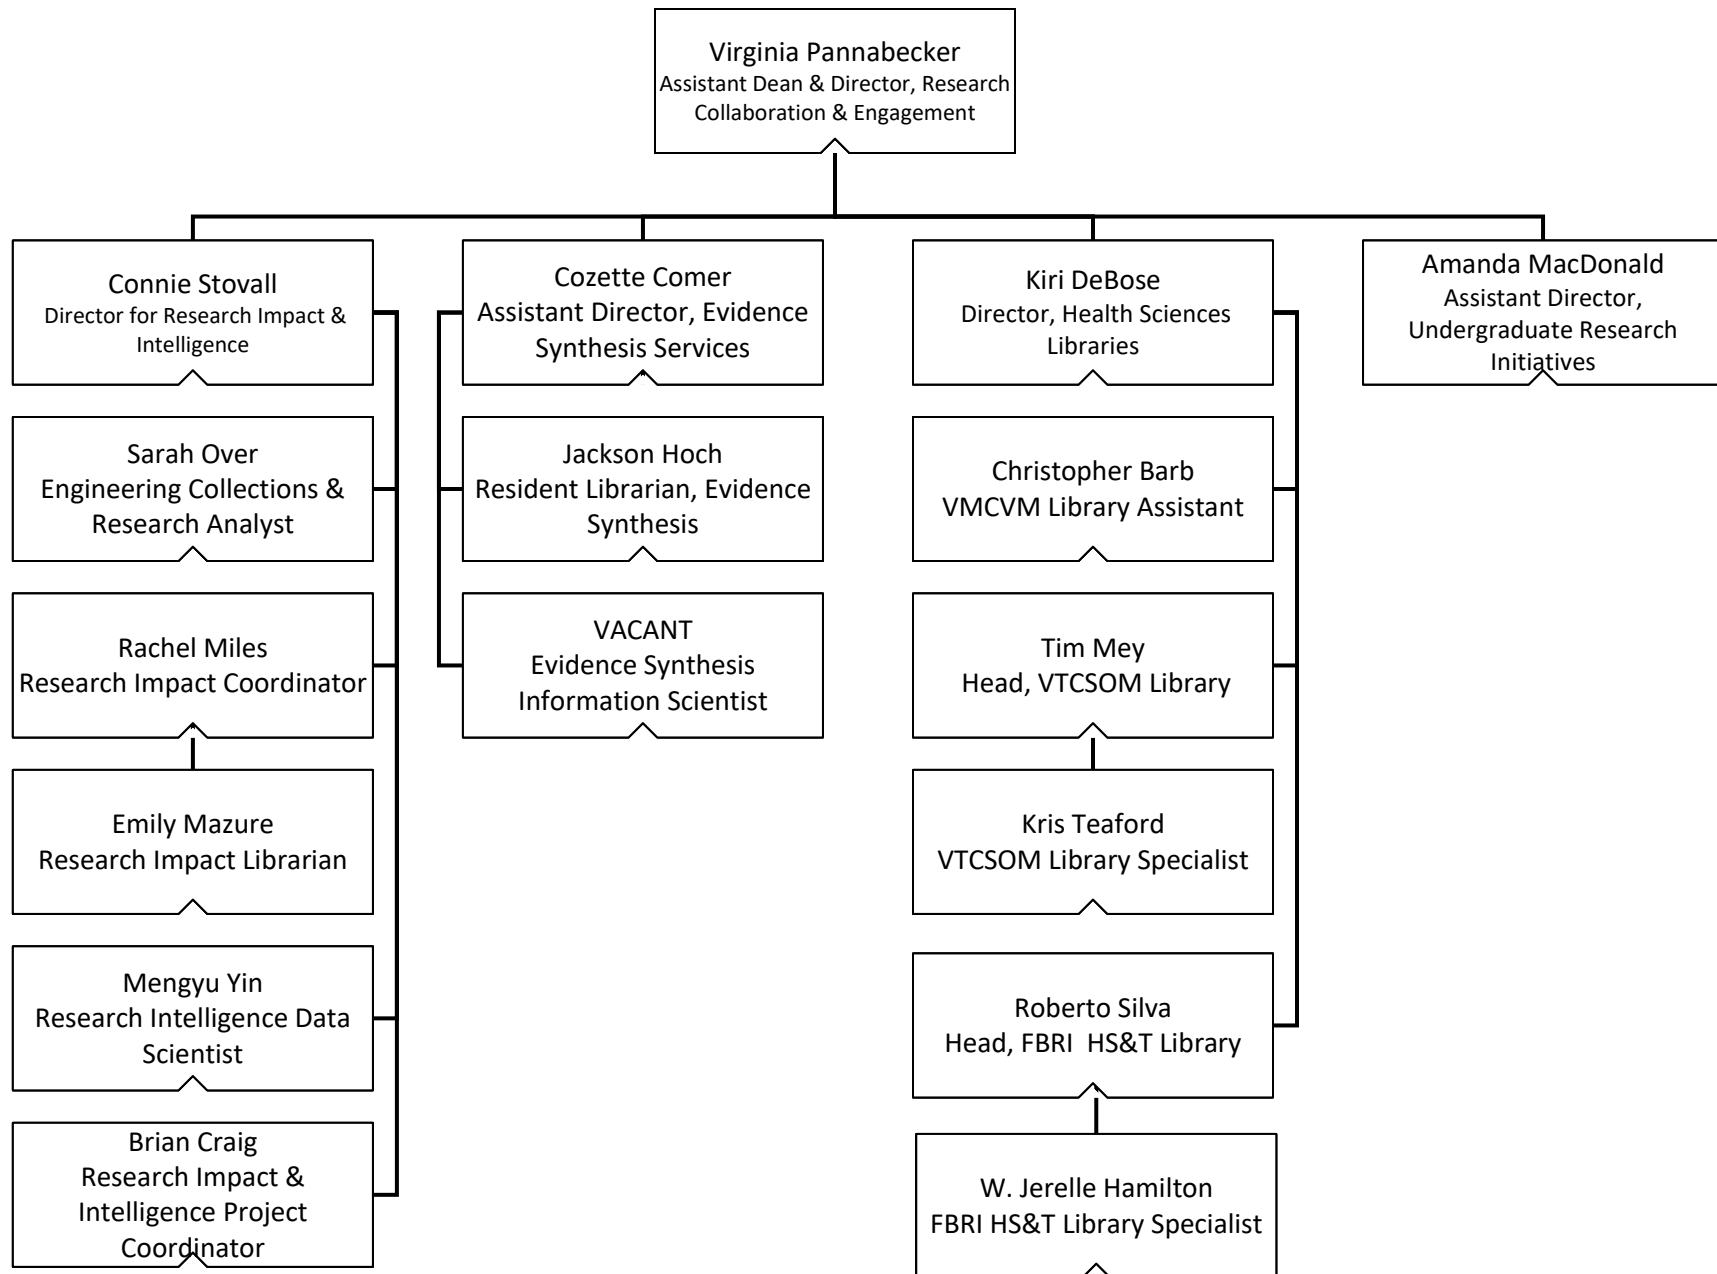 Virginia Pannabecker
Assistant Dean & Director, Research
Collaboration & Engagement
Connie Stovall
Director for Research Impact &
Intelligence
Cozette Comer
Assistant Director, Evidence
Synthesis Services
Kiri DeBose
Director, Health Sciences
Libraries
Amanda MacDonald
Assistant Director,
Undergraduate Research
Initiatives
Sarah Over
Engineering Collections &
Research Analyst
Jackson Hoch
Resident Librarian, Evidence
Synthesis
Christopher Barb
VMCVM Library Assistant
Rachel Miles
Research Impact Coordinator
VACANT
Evidence Synthesis
Information Scientist
Tim Mey
Head, VTCSOM Library
Emily Mazure
Research Impact Librarian
Kris Teaford
VTCSOM Library Specialist
Mengyu Yin
Research Intelligence Data
Scientist
Roberto Silva
Head, FBRI  HS&T Library
Brian Craig
Research Impact &
Intelligence Project
Coordinator
W. Jerelle Hamilton
FBRI HS&T Library Specialist